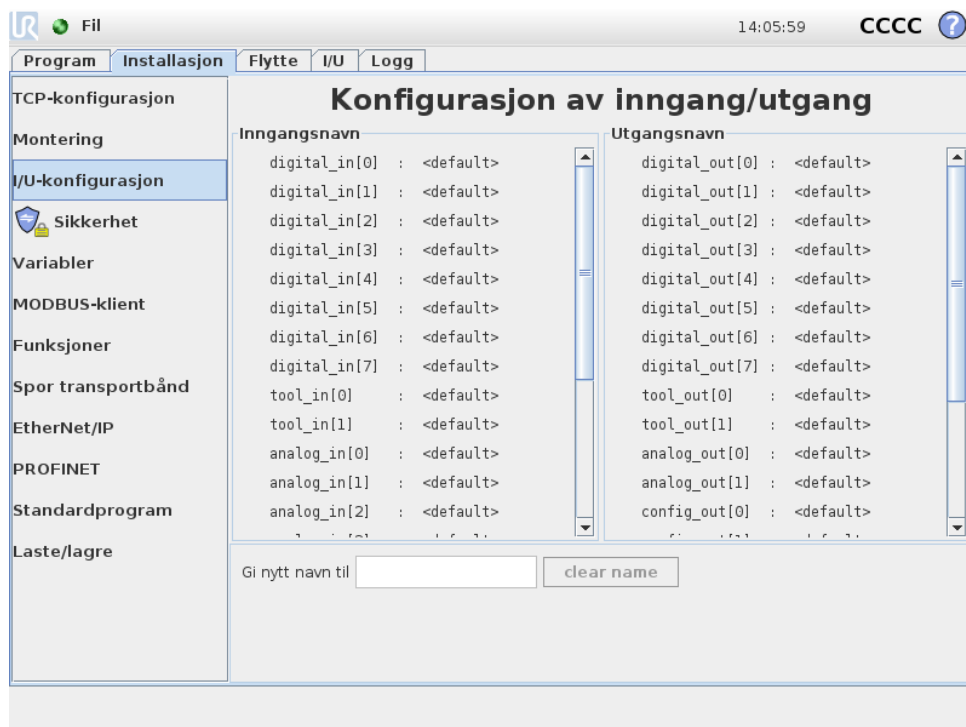 UR Fil 14:05:59 CCCC ?
Program Installasjon Flytte I/U Logg
TCP-konfigurasjon
Montering
I/U-konfigurasjon
Sikkerhet
Variabler
MODBUS-klient
Funksjoner
Spor transportbånd
EtherNet/IP
PROFINET
Standardprogram
Laste/lagre
Konfigurasjon av inngang/utgang
Inngangsnavn
digital_in[0] : <default>
digital_in[1] : <default>
digital_in[2] : <default>
digital_in[3] : <default>
digital_in[4] : <default>
digital_in[5] : <default>
digital_in[6] : <default>
digital_in[7] : <default>
tool_in[0] : <default>
tool_in[1] : <default>
analog_in[0] : <default>
analog_in[1] : <default>
analog_in[2] : <default>
Utgangsnavn
digital_out[0] : <default>
digital_out[1] : <default>
digital_out[2] : <default>
digital_out[3] : <default>
digital_out[4] : <default>
digital_out[5] : <default>
digital_out[6] : <default>
digital_out[7] : <default>
tool_out[0] : <default>
tool_out[1] : <default>
analog_out[0] : <default>
analog_out[1] : <default>
config_out[0] : <default>
Gi nytt navn til clear name